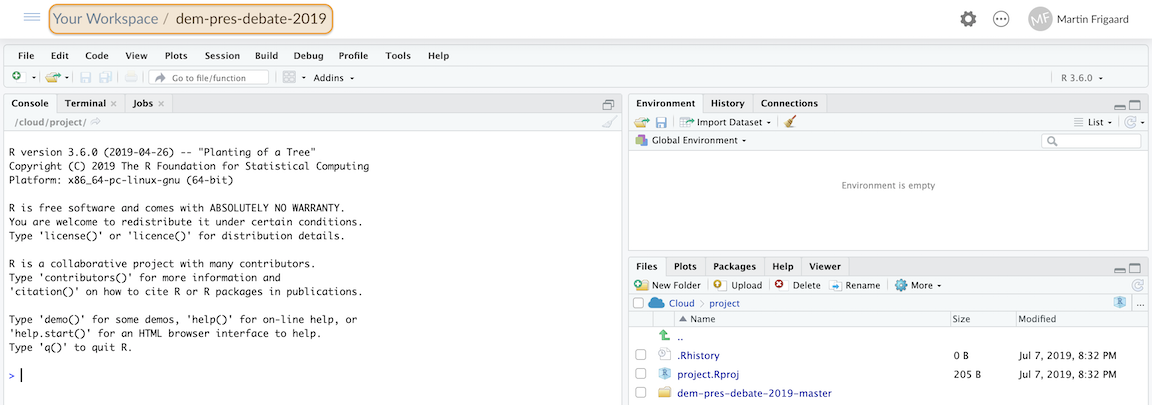 Your Workspace / dem-pres-debate-2019
MF Martin Frigaard
File Edit Code View Plots Session Build Debug Profile Tools Help
Go to file/function Addins R 3.6.0
Console Terminal Jobs
/cloud/project/
R version 3.6.0 (2019-04-26) -- "Planting of a Tree"
Copyright (C) 2019 The R Foundation for Statistical Computing
Platform: x86_64-pc-linux-gnu (64-bit)
R is free software and comes with ABSOLUTELY NO WARRANTY.
You are welcome to redistribute it under certain conditions.
Type 'license()' or 'licence()' for distribution details.
R is a collaborative project with many contributors.
Type 'contributors()' for more information and
'citation()' on how to cite R or R packages in publications.
Type 'demo()' for some demos, 'help()' for on-line help, or
'help.start()' for an HTML browser interface to help.
Type 'q()' to quit R.
>
Environment History Connections
Import Dataset List
Global Environment
Environment is empty
Files Plots Packages Help Viewer
New Folder Upload Delete Rename More
Cloud > project ...
Name Size Modified
..
.Rhistory 0 B Jul 7, 2019, 8:32 PM
project.Rproj 205 B Jul 7, 2019, 8:32 PM
dem-pres-debate-2019-master